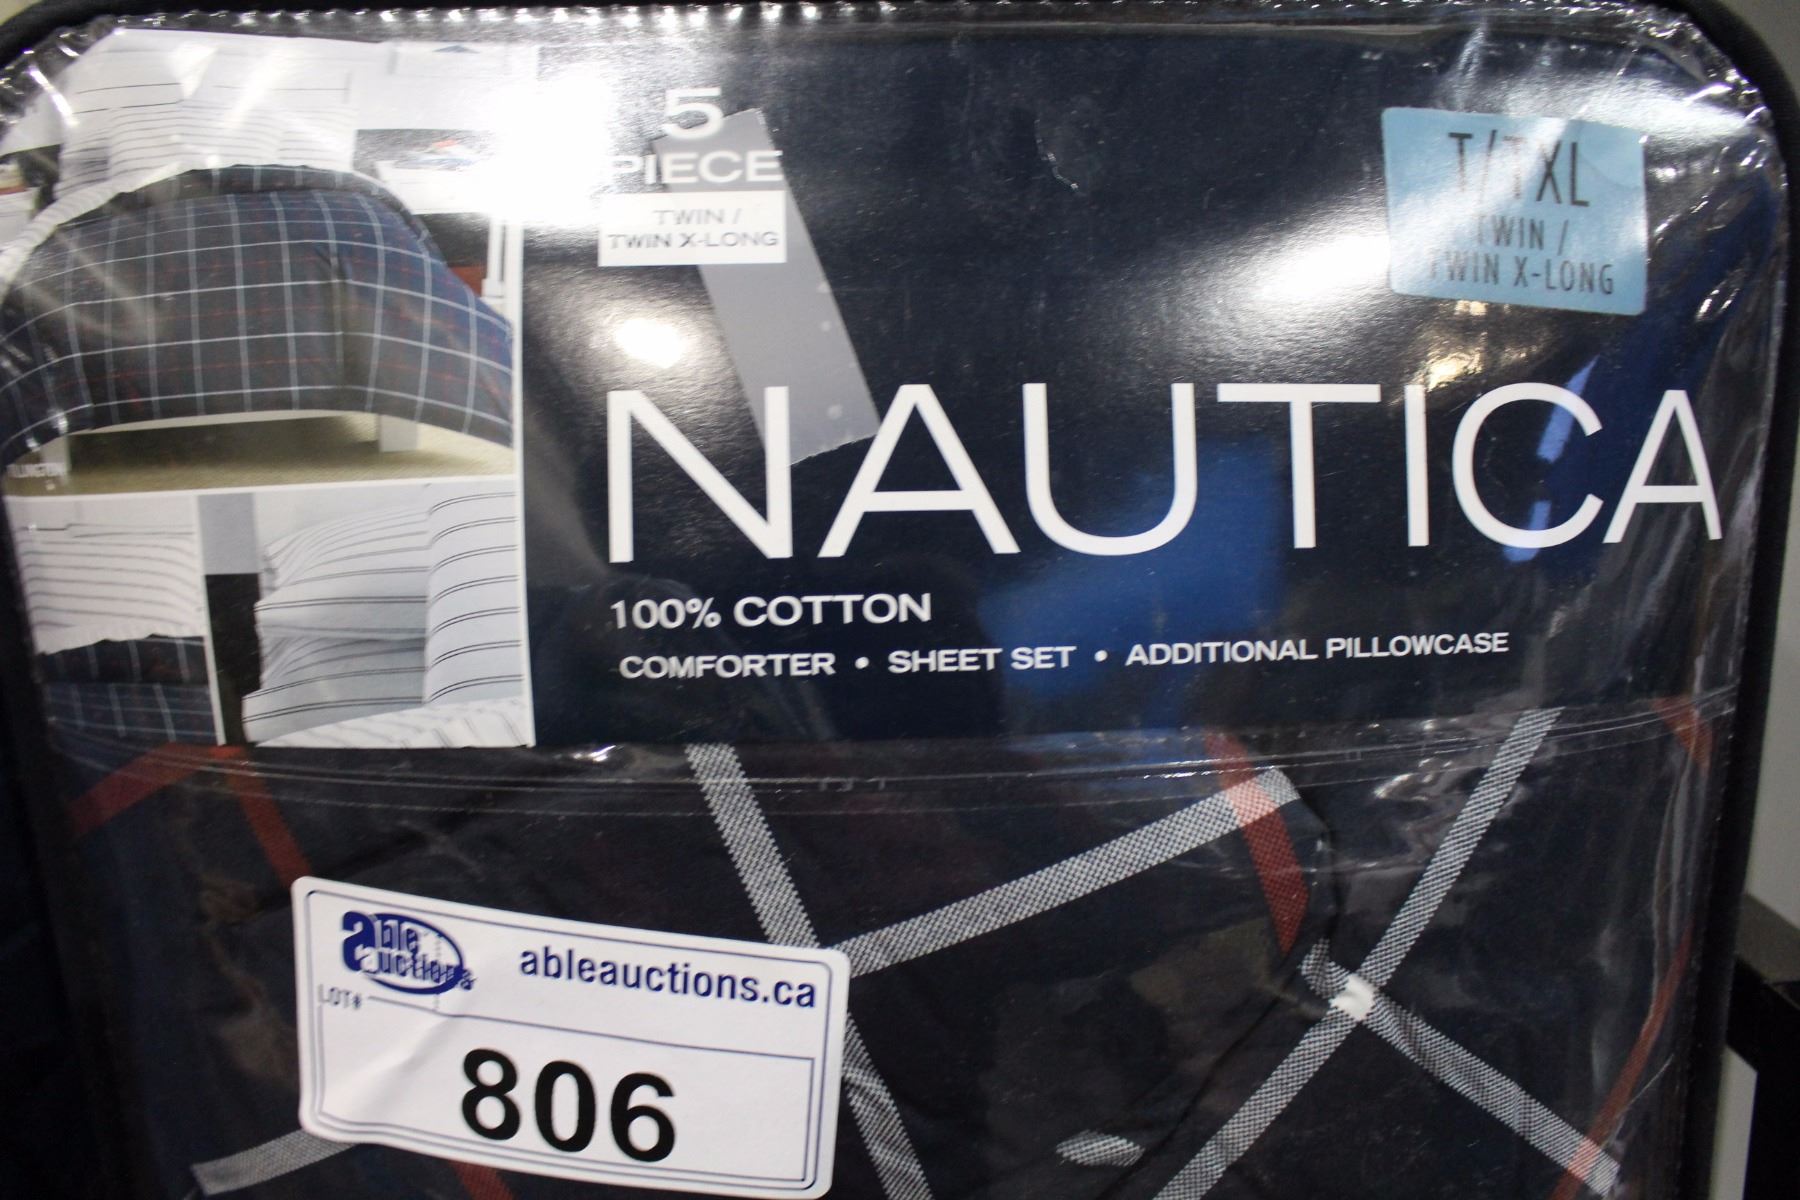 5
PIECE
TWIN /
TWIN X-LONG
T/TXL
TWIN /
TWIN X-LONG
NAUTICA
100% COTTON
COMFORTER • SHEET SET • ADDITIONAL PILLOWCASE
able auctions
ableauctions.ca
LOT#
806